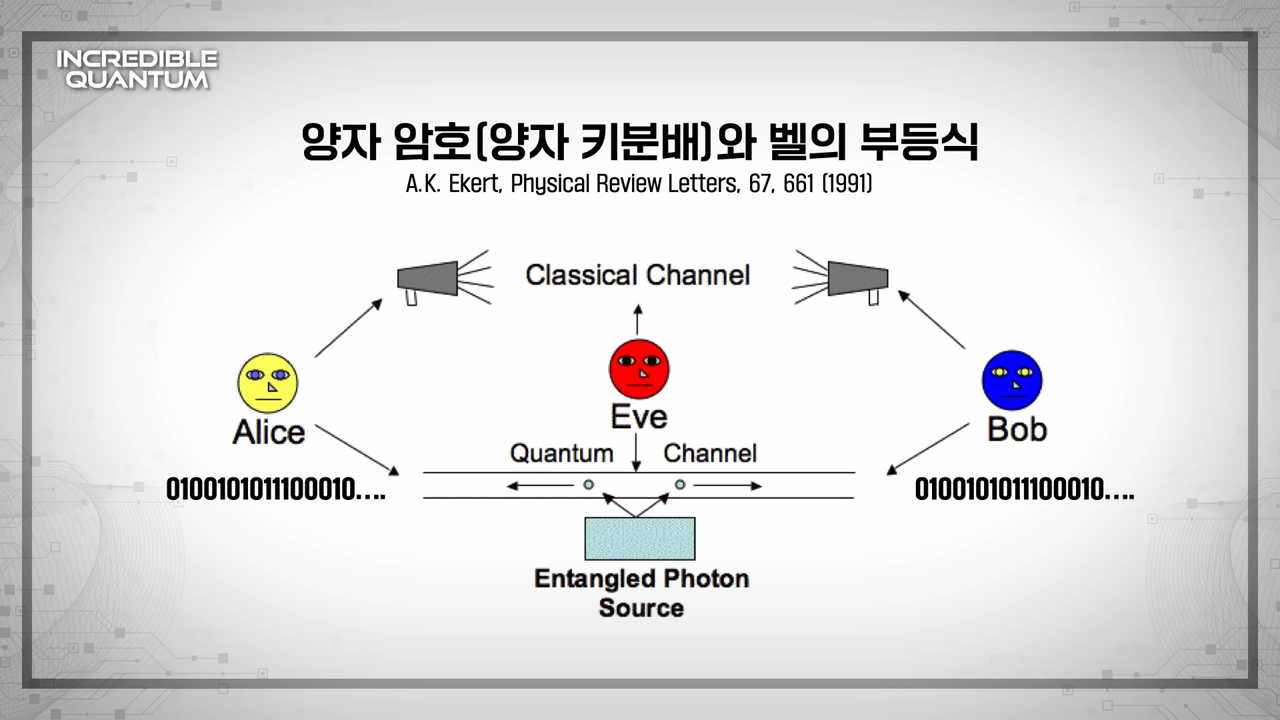 INCREDIBLE
QUANTUM
양자 암호(양자 키분배)와 벨의 부등식
A.K. Ekert, Physical Review Letters, 67, 661 (1991)
Classical Channel
Alice
Eve
Bob
Quantum Channel
0100101011100010....
0100101011100010....
Entangled Photon
Source